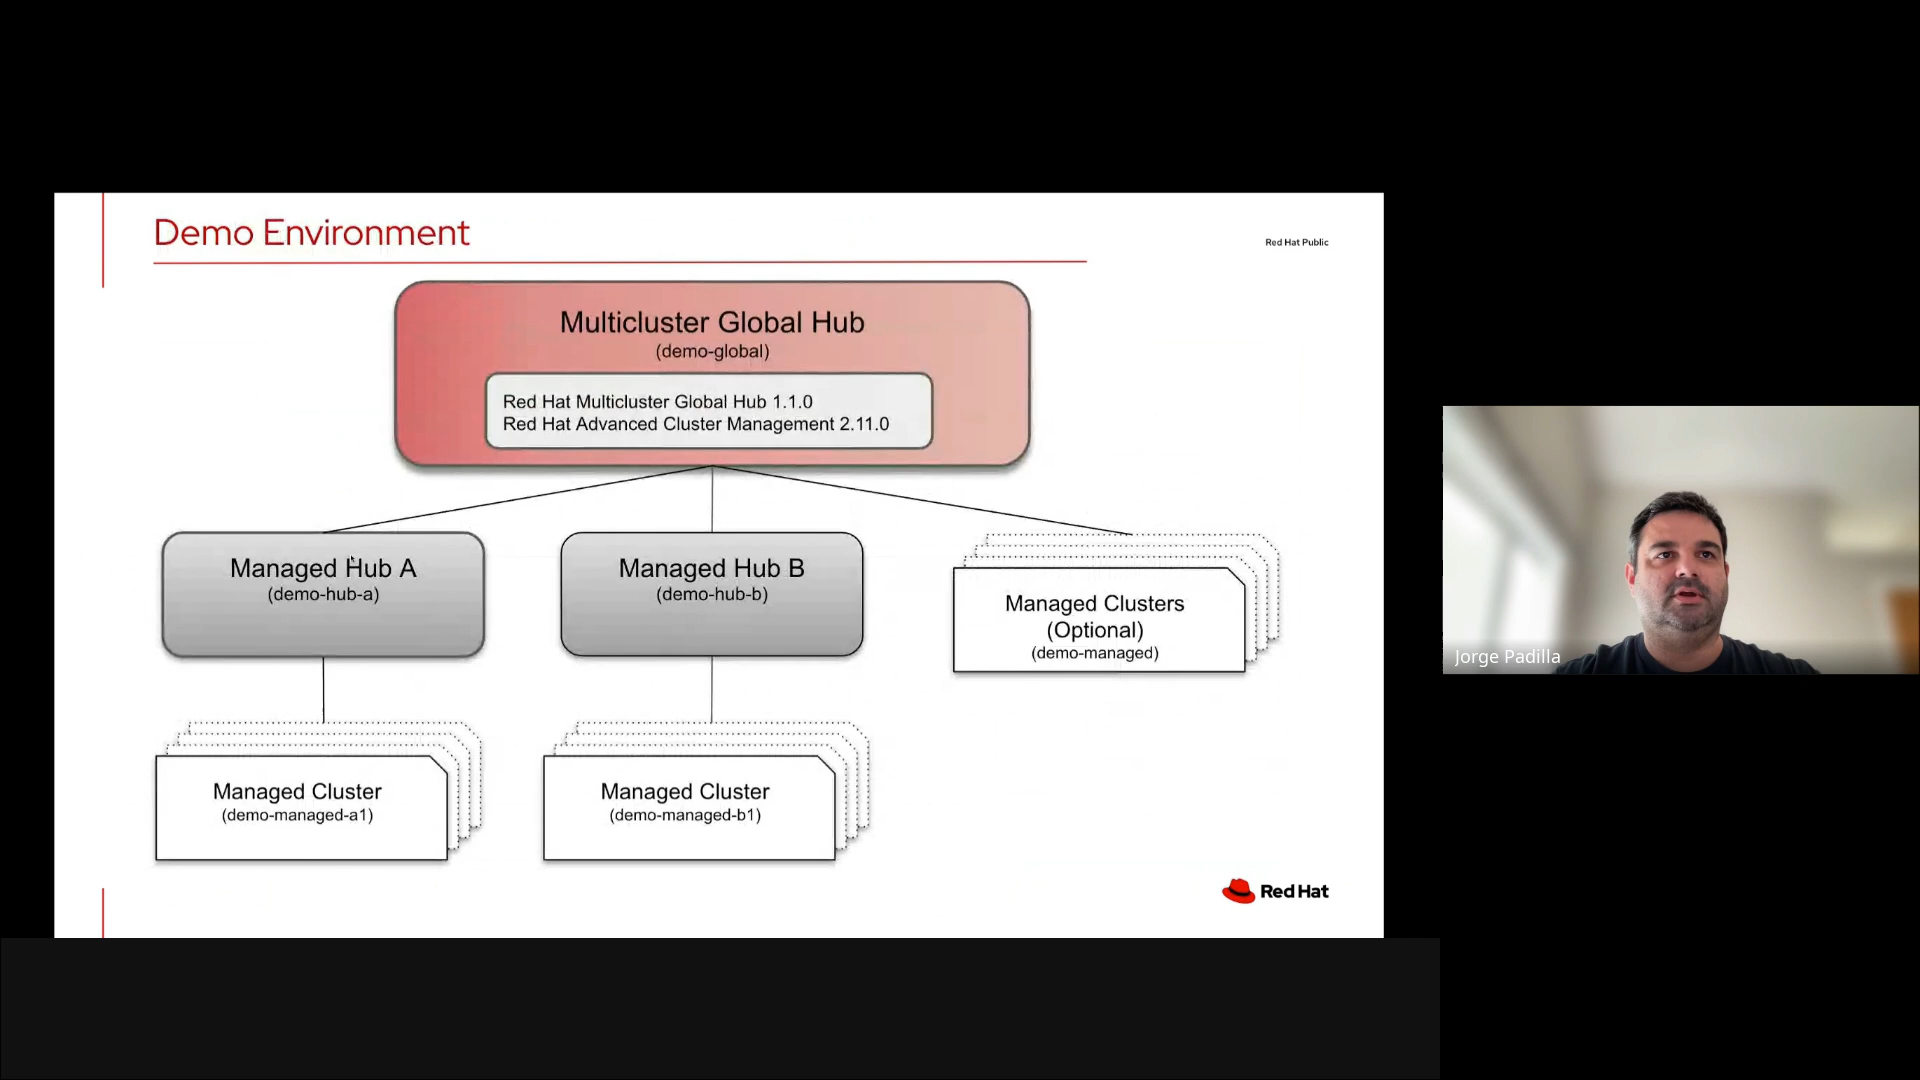 Demo Environment
Red Hat Public
Multicluster Global Hub
(demo-global)
Red Hat Multicluster Global Hub 1.1.0
Red Hat Advanced Cluster Management 2.11.0
Managed Hub A
(demo-hub-a)
Managed Hub B
(demo-hub-b)
Managed Clusters
(Optional)
(demo-managed)
Managed Cluster
(demo-managed-a1)
Managed Cluster
(demo-managed-b1)
Red Hat
Jorge Padilla